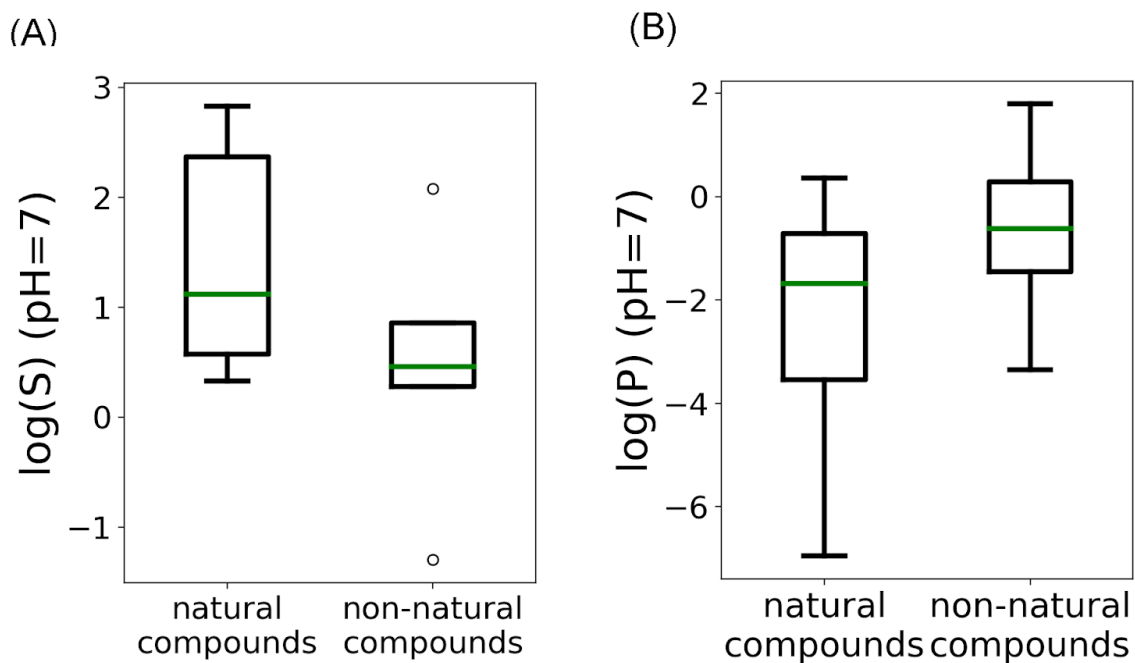 (A)
log(S) (pH=7)
3
2
1
0
−1
natural
compounds
non-natural
compounds
(B)
log(P) (pH=7)
2
0
−2
−4
−6
natural
compounds
non-natural
compounds